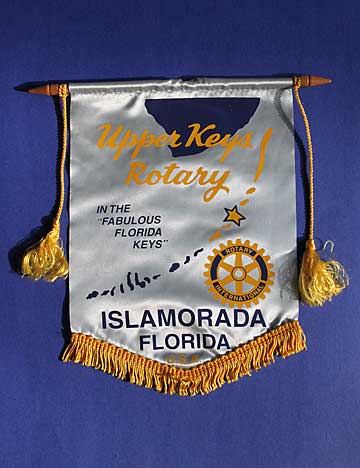 Upper Keys
Rotary
IN THE
"FABULOUS
FLORIDA
KEYS"
ROTARY
INTERNATIONAL
ISLAMORADA
FLORIDA
U.S.A.